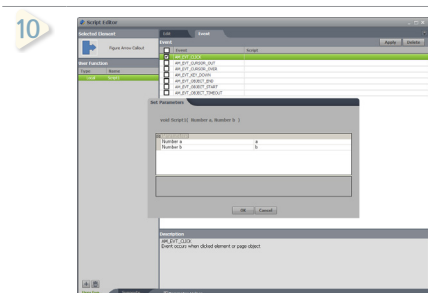 10
Script Editor
Selected Element
Edit
Event
Figure Arrow Callout
Event
Apply
Delete
Event
Script
AM_EVT_CLICK
AM_EVT_CURSOR_OUT
AM_EVT_CURSOR_OVER
AM_EVT_KEY_DOWN
AM_EVT_OBJECT_END
AM_EVT_OBJECT_START
AM_EVT_OBJECT_TIMEOUT
User Function
Type
Name
Set Parameters
void Script1( Number a, Number b )
Number a
a
Number b
b
OK
Cancel
Description
AM_EVT_CLICK
Event occurs when clicked element or page object